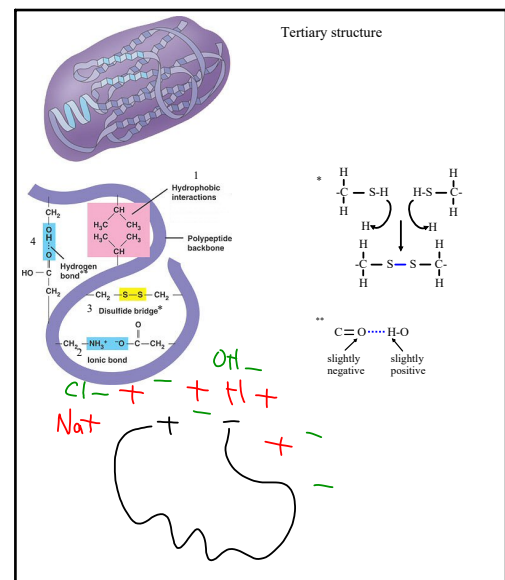 Tertiary structure
1
Hydrophobic
interactions
CH
H₃C CH₃
H₃C CH₃
CH
Polypeptide
backbone
CH₂
O
H
O
4
Hydrogen
bond**
C
HO
CH₂
3
CH₂ S S CH₂
Disulfide bridge*
O
CH₂ NH₃⁺ ⁻O C CH₂
2
Ionic bond
*
H H
-C S-H H-S C-
H H
H H
H H
-C S S C-
H H
**
C=O H-O
slightly
negative
slightly
positive
OH -
Cl - + - + H +
Na+ + - -
+ -
-